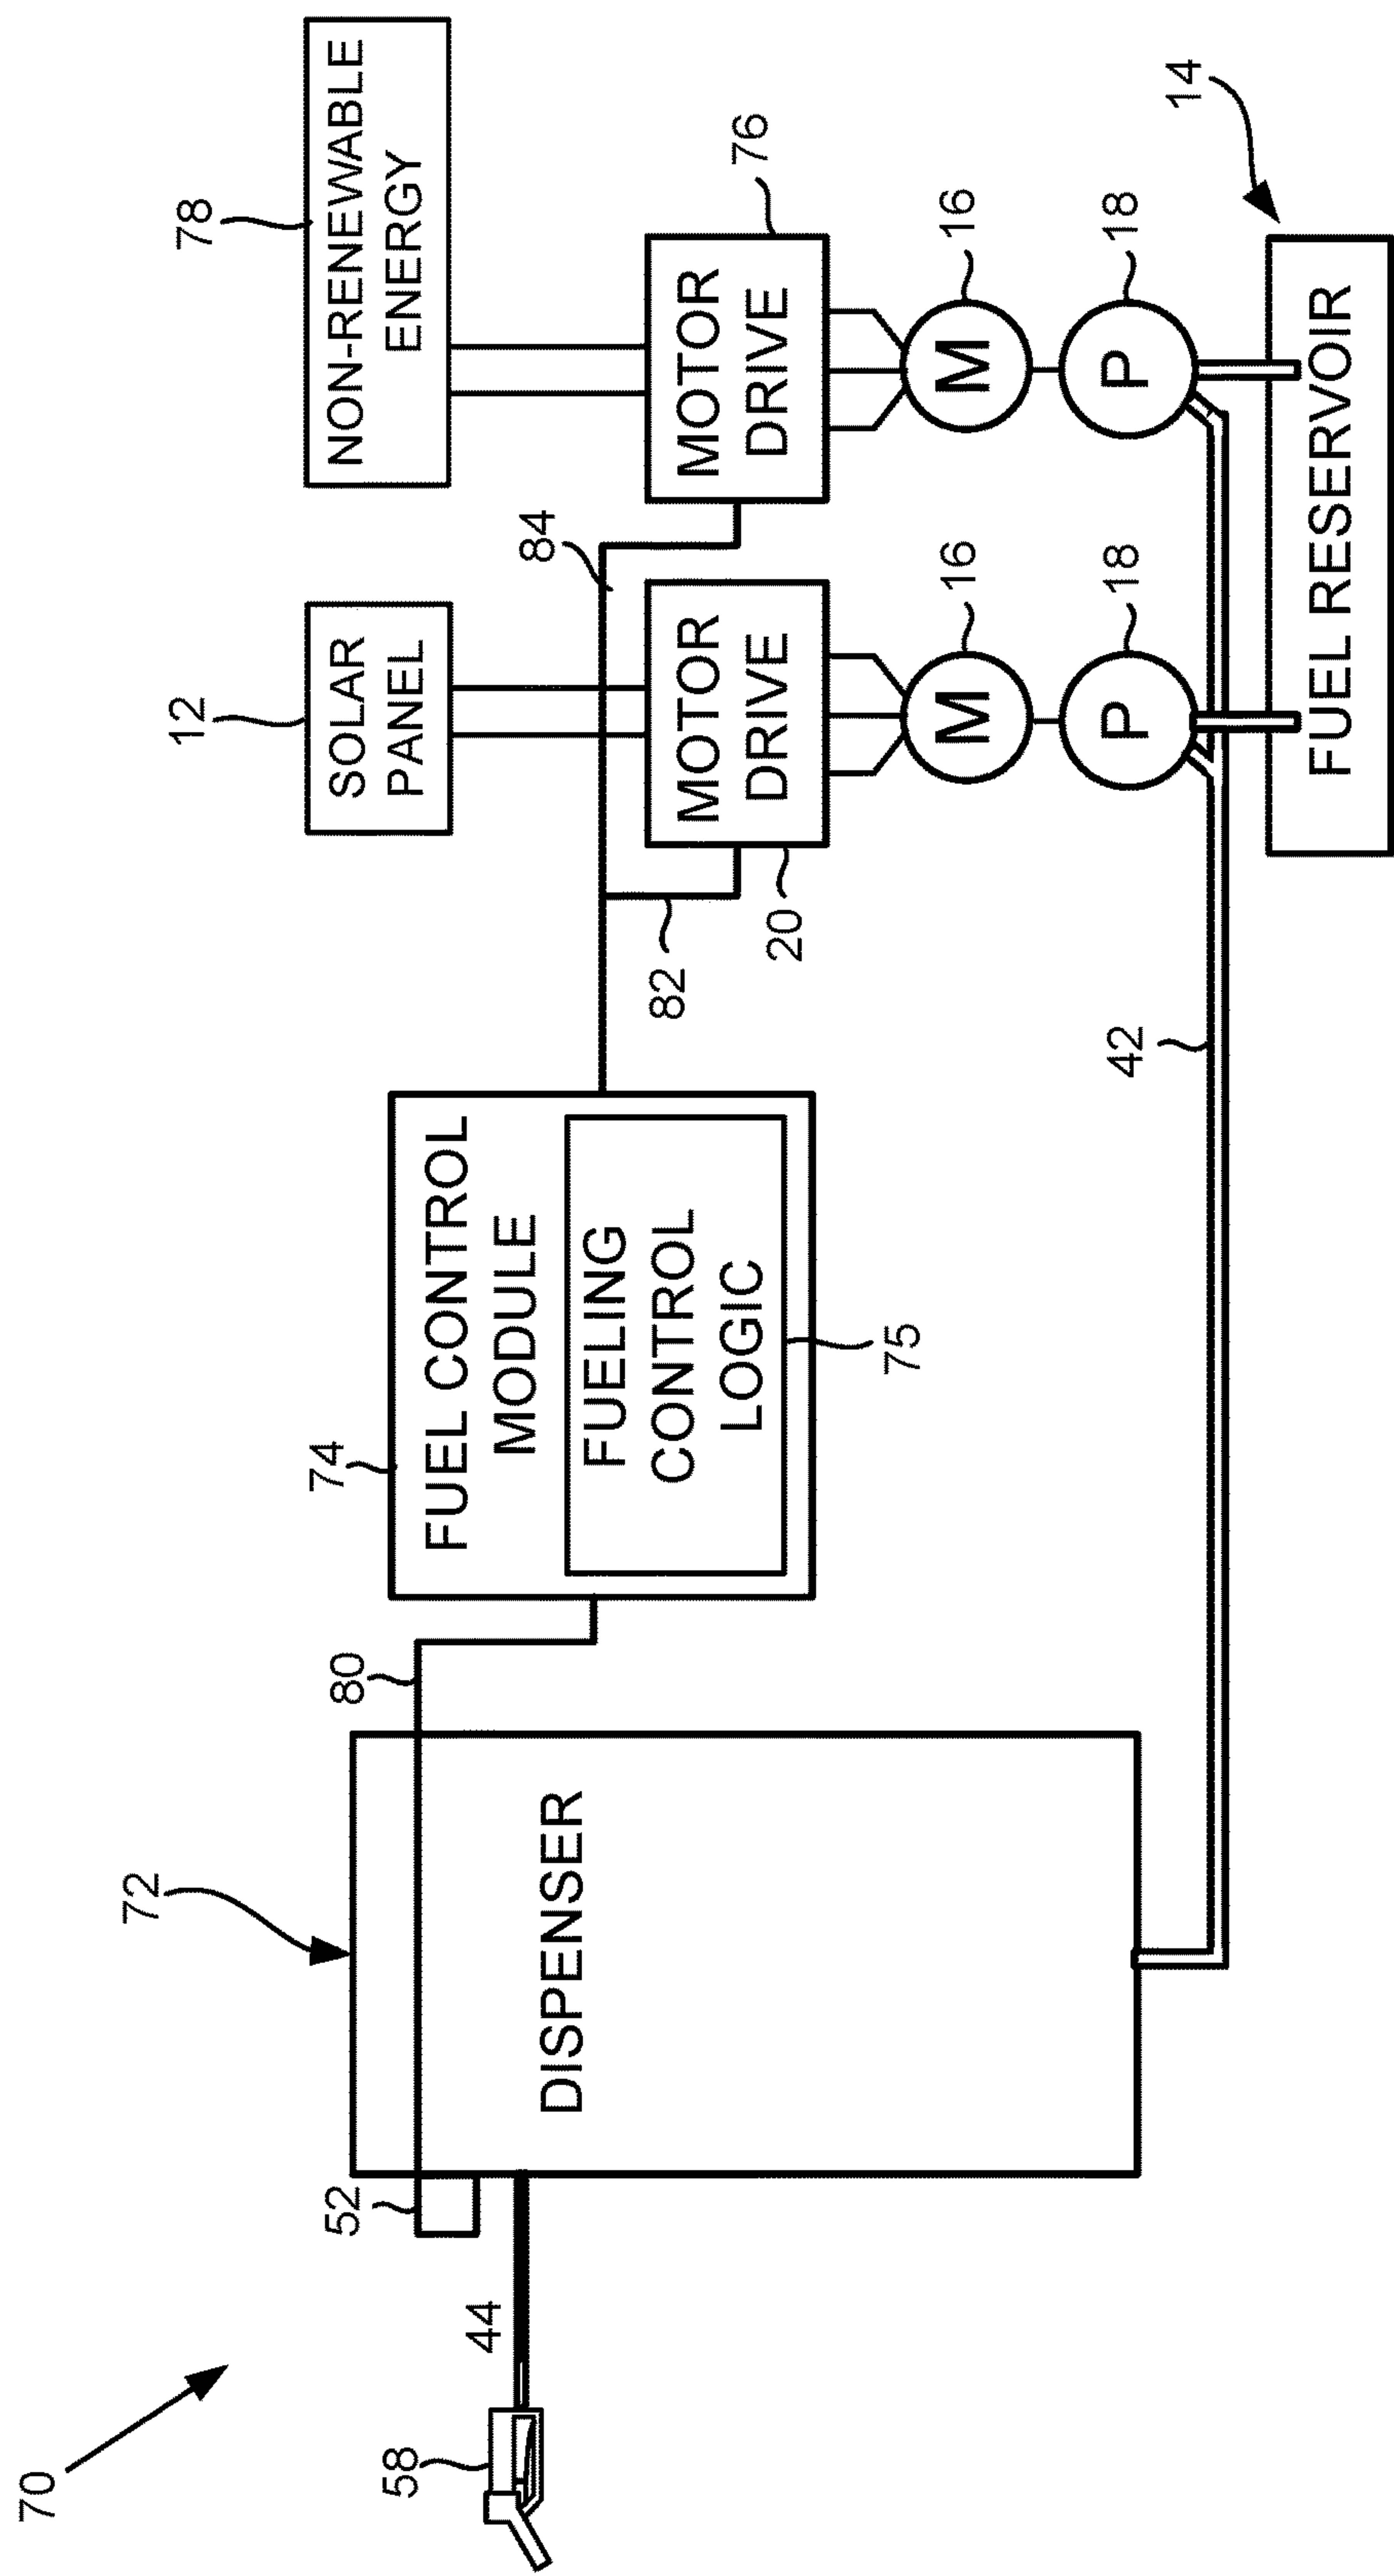 70
58
44
52
72
DISPENSER
80
74
FUEL CONTROL
MODULE
FUELING
CONTROL
LOGIC
75
12
SOLAR
PANEL
78
NON-RENEWABLE
ENERGY
82
84
MOTOR
DRIVE
20
MOTOR
DRIVE
76
M
16
M
16
P
18
P
18
42
14
FUEL RESERVOIR